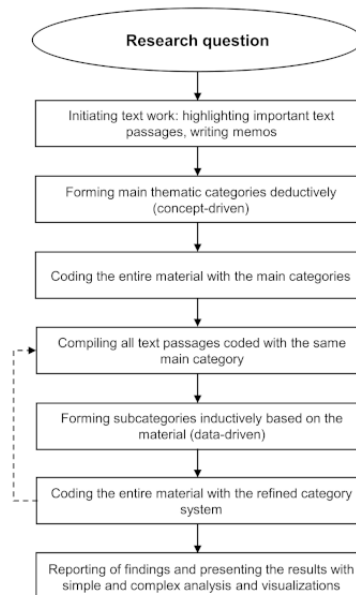 Research question
Initiating text work: highlighting important text
passages, writing memos
Forming main thematic categories deductively
(concept-driven)
Coding the entire material with the main categories
Compiling all text passages coded with the same
main category
Forming subcategories inductively based on the
material (data-driven)
Coding the entire material with the refined category
system
Reporting of findings and presenting the results with
simple and complex analysis and visualizations